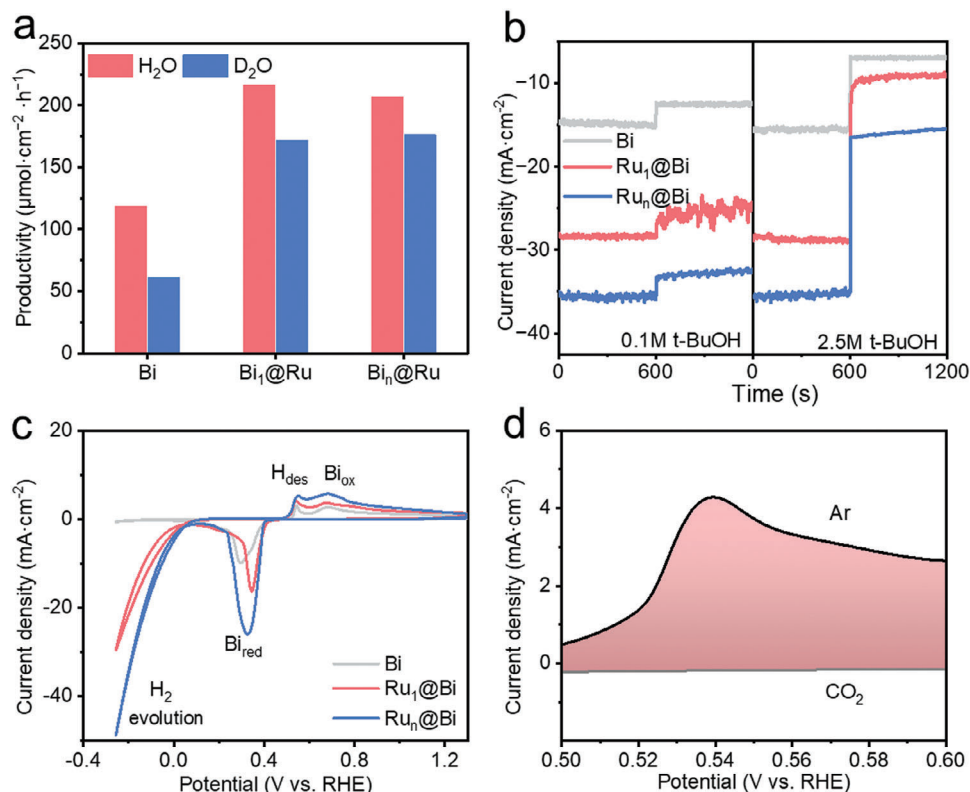 a
250
200
150
100
50
0
Productivity (μmol·cm⁻² ·h⁻¹)
H₂O D₂O
Bi Bi₁@Ru Biₙ@Ru
b
−10
−20
−30
−40
Current density (mA·cm⁻²)
Bi
Ru₁@Bi
Ruₙ@Bi
0.1M t-BuOH 2.5M t-BuOH
0 600 0 600 1200
Time (s)
c
20
0
-20
-40
Current density (mA·cm⁻²)
H_des Bi_ox
Bi_red
H₂
evolution
Bi
Ru₁@Bi
Ruₙ@Bi
-0.4 0.0 0.4 0.8 1.2
Potential (V vs. RHE)
d
6
4
2
0
Current density (mA·cm⁻²)
Ar
CO₂
0.50 0.52 0.54 0.56 0.58 0.60
Potential (V vs. RHE)